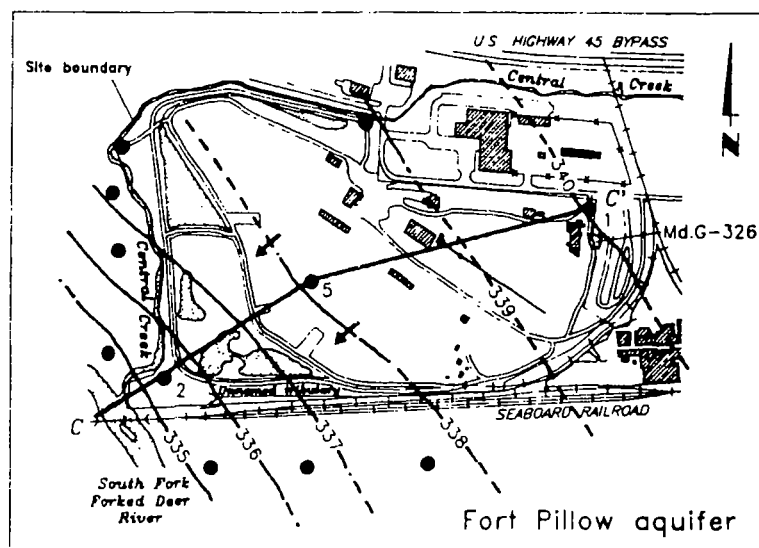 U S HIGHWAY 45 BYPASS
Site boundary
Central
Creek
N
C'
1
Md.G-326
Central Creek
5
339
2
C
SEABOARD RAILROAD
335
336
337
338
South Fork
Forked Deer
River
Fort Pillow aquifer